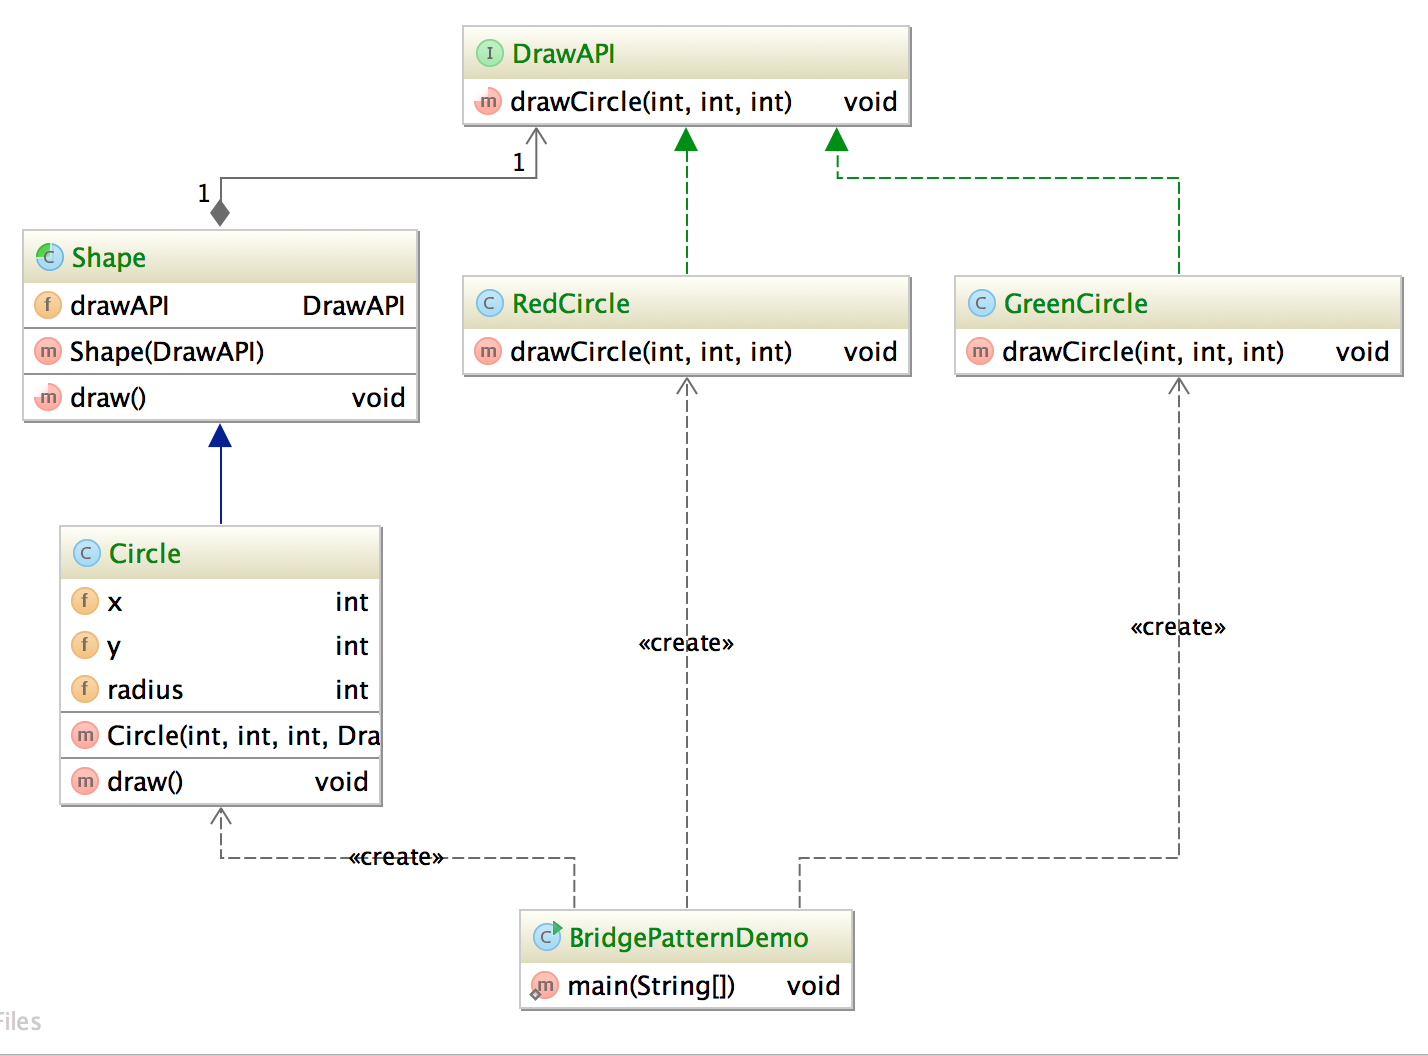 I DrawAPI
m drawCircle(int, int, int) void
1
1
C Shape
f drawAPI DrawAPI
m Shape(DrawAPI)
m draw() void
C RedCircle
m drawCircle(int, int, int) void
C GreenCircle
m drawCircle(int, int, int) void
C Circle
f x int
f y int
f radius int
m Circle(int, int, int, Dra
m draw() void
«create»
«create»
«create»
C BridgePatternDemo
m main(String[]) void
Files